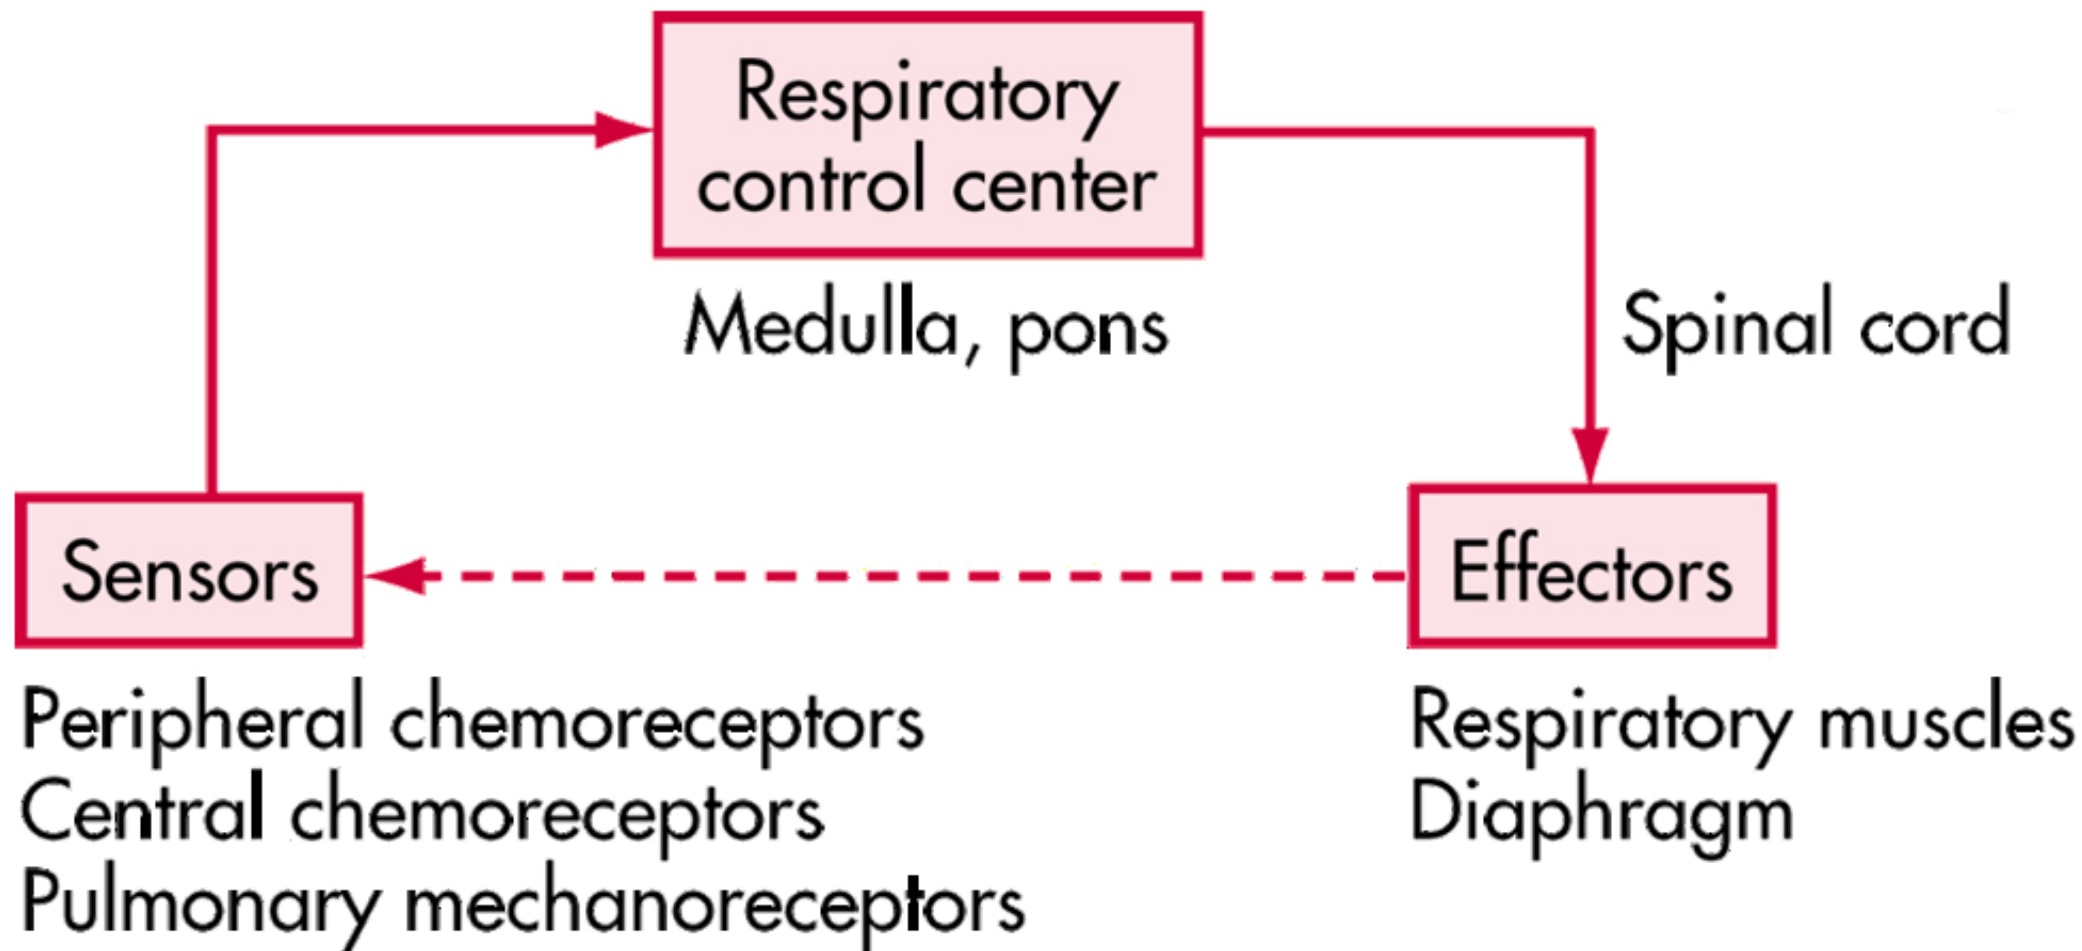 Respiratory
control center
Medulla, pons
Spinal cord
Sensors
Effectors
Peripheral chemoreceptors
Central chemoreceptors
Pulmonary mechanoreceptors
Respiratory muscles
Diaphragm